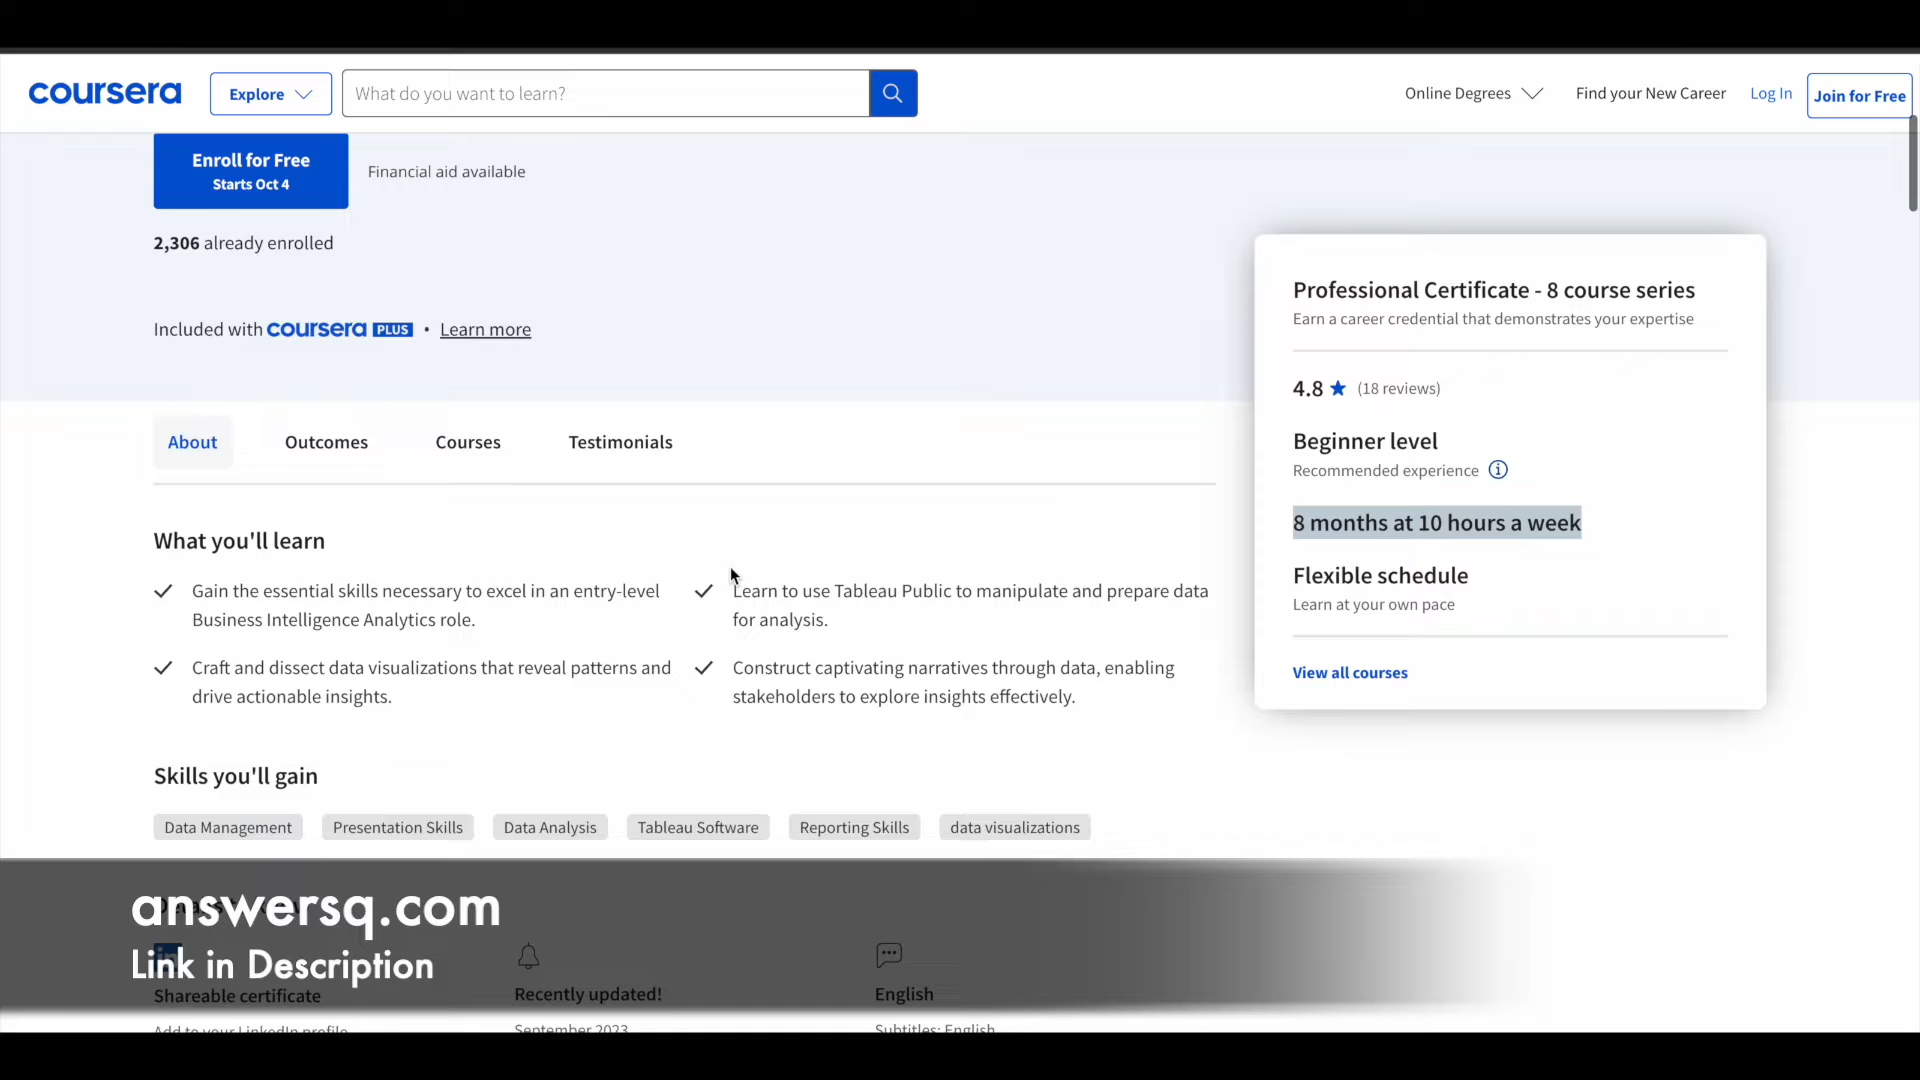 coursera
Explore
What do you want to learn?
Online Degrees
Find your New Career
Log In
Join for Free
Enroll for Free
Starts Oct 4
Financial aid available
2,306 already enrolled
Included with coursera PLUS • Learn more
Professional Certificate - 8 course series
Earn a career credential that demonstrates your expertise
4.8 ★ (18 reviews)
Beginner level
Recommended experience
8 months at 10 hours a week
Flexible schedule
Learn at your own pace
View all courses
About
Outcomes
Courses
Testimonials
What you'll learn
Gain the essential skills necessary to excel in an entry-level
Business Intelligence Analytics role.
Learn to use Tableau Public to manipulate and prepare data
for analysis.
Craft and dissect data visualizations that reveal patterns and
drive actionable insights.
Construct captivating narratives through data, enabling
stakeholders to explore insights effectively.
Skills you'll gain
Data Management
Presentation Skills
Data Analysis
Tableau Software
Reporting Skills
data visualizations
answersq.com
Link in Description
Shareable certificate
Recently updated!
English
Add to your LinkedIn profile
September 2023
Subtitles: English